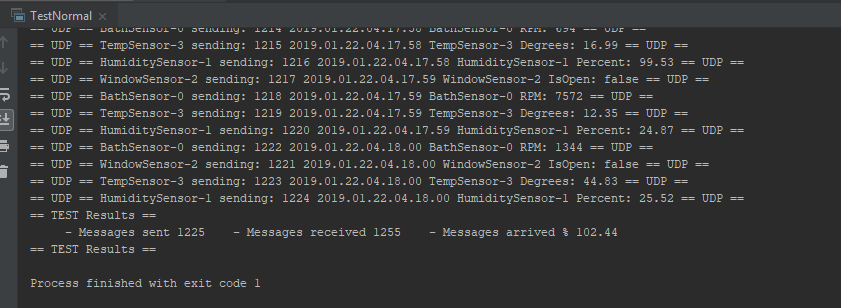 TestNormal ×
== UDP == BathSensor-0 sending: 1214 2019.01.22.04.17.58 BathSensor-0 RPM: 694 == UDP ==
== UDP == TempSensor-3 sending: 1215 2019.01.22.04.17.58 TempSensor-3 Degrees: 16.99 == UDP ==
== UDP == HumiditySensor-1 sending: 1216 2019.01.22.04.17.58 HumiditySensor-1 Percent: 99.53 == UDP ==
== UDP == WindowSensor-2 sending: 1217 2019.01.22.04.17.59 WindowSensor-2 IsOpen: false == UDP ==
== UDP == BathSensor-0 sending: 1218 2019.01.22.04.17.59 BathSensor-0 RPM: 7572 == UDP ==
== UDP == TempSensor-3 sending: 1219 2019.01.22.04.17.59 TempSensor-3 Degrees: 12.35 == UDP ==
== UDP == HumiditySensor-1 sending: 1220 2019.01.22.04.17.59 HumiditySensor-1 Percent: 24.87 == UDP ==
== UDP == BathSensor-0 sending: 1222 2019.01.22.04.18.00 BathSensor-0 RPM: 1344 == UDP ==
== UDP == WindowSensor-2 sending: 1221 2019.01.22.04.18.00 WindowSensor-2 IsOpen: false == UDP ==
== UDP == TempSensor-3 sending: 1223 2019.01.22.04.18.00 TempSensor-3 Degrees: 44.83 == UDP ==
== UDP == HumiditySensor-1 sending: 1224 2019.01.22.04.18.00 HumiditySensor-1 Percent: 25.52 == UDP ==
== TEST Results ==
- Messages sent 1225 - Messages received 1255 - Messages arrived % 102.44
== TEST Results ==
Process finished with exit code 1